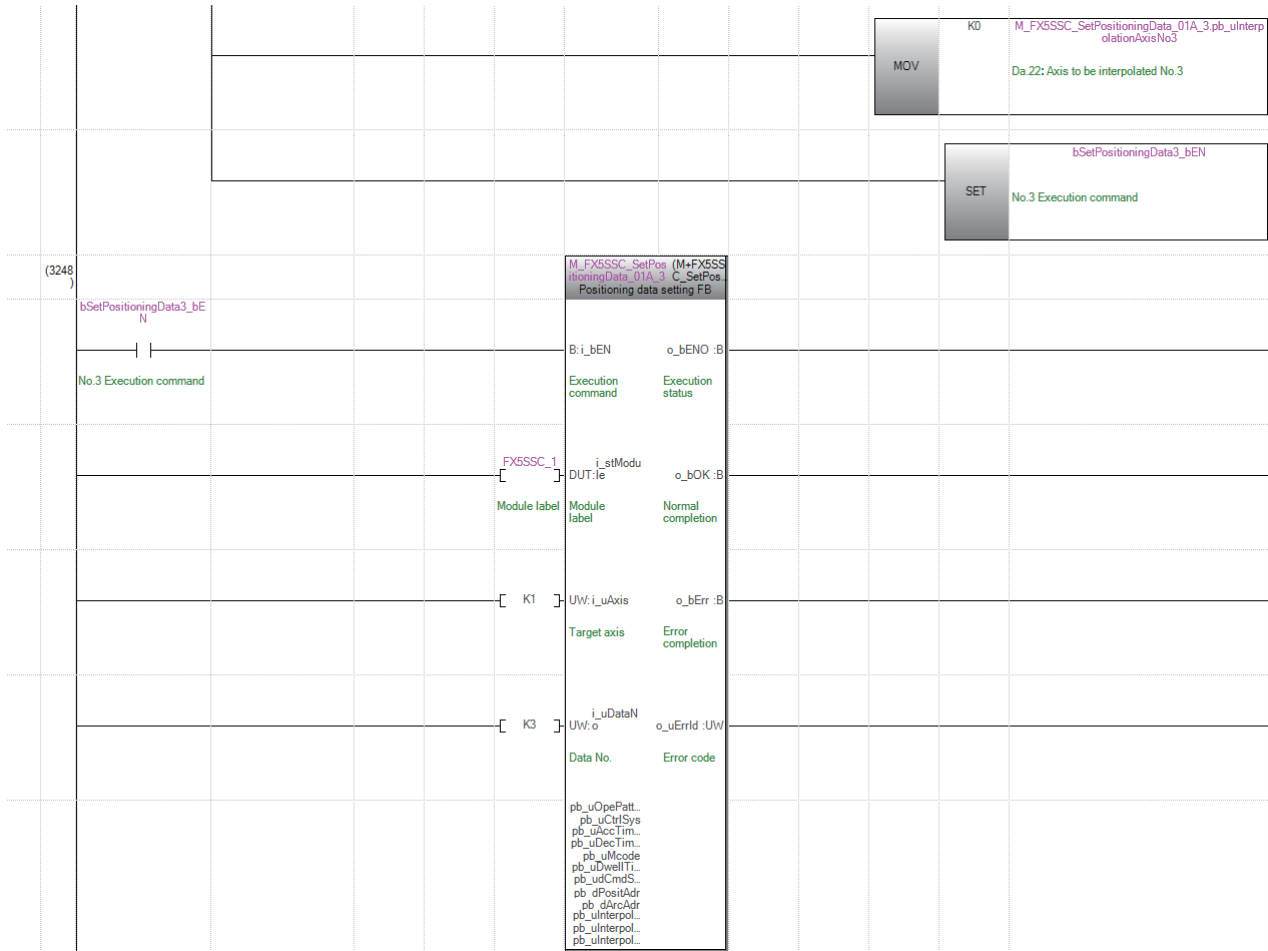 K0
M_FX5SSC_SetPositioningData_01A_3.pb_uInterp
olationAxisNo3
MOV
Da.22: Axis to be interpolated No.3
bSetPositioningData3_bEN
SET
No.3 Execution command
(3248
)
M_FX5SSC_SetPos (M+FX5SS
itioningData_01A_3 C_SetPos...
Positioning data setting FB
bSetPositioningData3_bE
N
B: i_bEN
o_bENO :B
No.3 Execution command
Execution
command
Execution
status
FX5SSC_1
i_stModu
DUT:le
o_bOK :B
Module label
Module
label
Normal
completion
K1
UW: i_uAxis
o_bErr :B
Target axis
Error
completion
K3
i_uDataN
UW: o
o_uErrId :UW
Data No.
Error code
pb_uOpePatt...
pb_uCtrlSys
pb_uAccTim...
pb_uDecTim...
pb_uMcode
pb_uDwellTi...
pb_udCmdS...
pb_dPositAdr
pb_dArcAdr
pb_uInterpol...
pb_uInterpol...
pb_uInterpol...